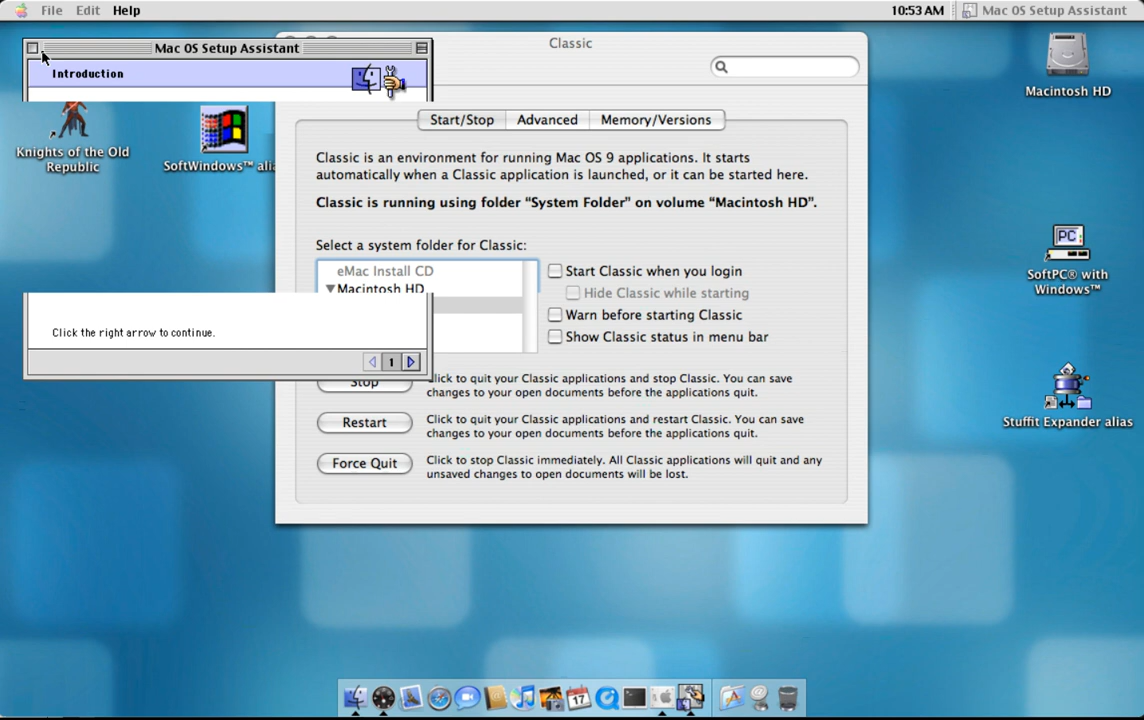 File Edit Help
10:53 AM
Mac OS Setup Assistant
Mac OS Setup Assistant
Introduction
Classic
Macintosh HD
Start/Stop Advanced Memory/Versions
Knights of the Old
Republic
SoftWindows™ ali
Classic is an environment for running Mac OS 9 applications. It starts
automatically when a Classic application is launched, or it can be started here.
Classic is running using folder “System Folder” on volume “Macintosh HD”.
Select a system folder for Classic:
eMac Install CD
Macintosh HD
Start Classic when you login
Hide Classic while starting
Warn before starting Classic
Show Classic status in menu bar
PC
SoftPC® with
Windows™
Click the right arrow to continue.
1
Stop
Click to quit your Classic applications and stop Classic. You can save
changes to your open documents before the applications quit.
Restart
Click to quit your Classic applications and restart Classic. You can save
changes to your open documents before the applications quit.
Force Quit
Click to stop Classic immediately. All Classic applications will quit and any
unsaved changes to open documents will be lost.
Stuffit Expander alias
17